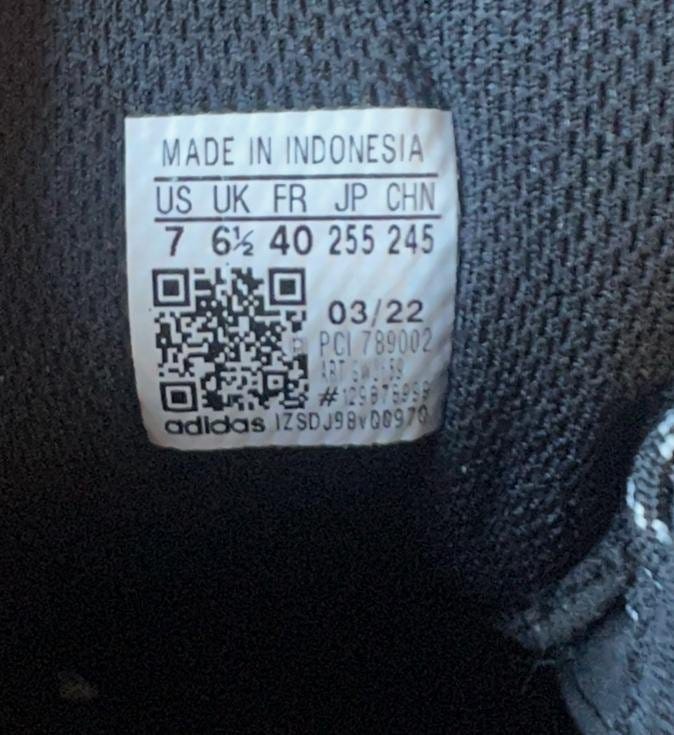 MADE IN INDONESIA
US UK FR JP CHN
7 6½ 40 255 245
03/22
PCI 789002
ART
adidas